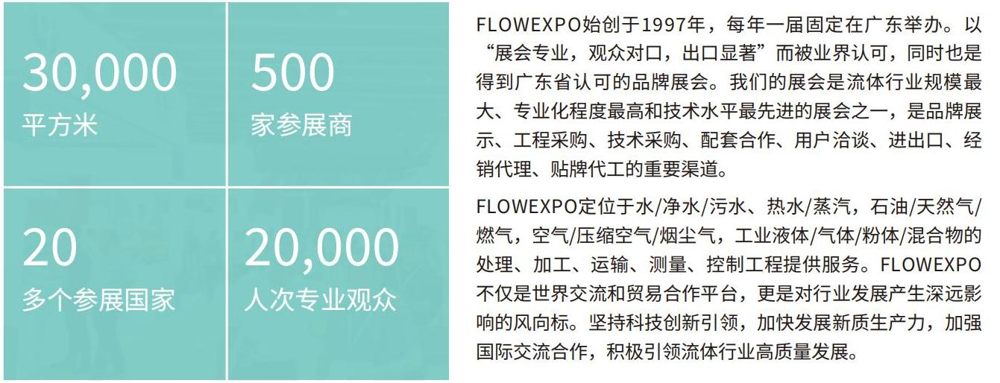 30,000
平方米
500
家参展商
20
多个参展国家
20,000
人次专业观众
FLOWEXPO始创于1997年，每年一届固定在广东举办。以
“展会专业，观众对口，出口显著”而被业界认可，同时也是
得到广东省认可的品牌展会。我们的展会是流体行业规模最
大、专业化程度最高和技术水平最先进的展会之一，是品牌展
示、工程采购、技术采购、配套合作、用户洽谈、进出口、经
销代理、贴牌代工的重要渠道。
FLOWEXPO定位于水/净水/污水、热水/蒸汽，石油/天然气/
燃气，空气/压缩空气/烟尘气，工业液体/气体/粉体/混合物的
处理、加工、运输、测量、控制工程提供服务。FLOWEXPO
不仅是世界交流和贸易合作平台，更是对行业发展产生深远影
响的风向标。坚持科技创新引领，加快发展新质生产力，加强
国际交流合作，积极引领流体行业高质量发展。